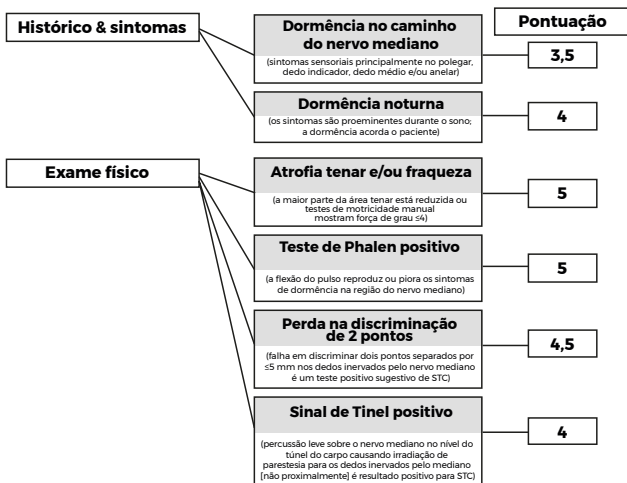 Histórico & sintomas
Dormência no caminho
do nervo mediano
(sintomas sensoriais principalmente no polegar,
dedo indicador, dedo médio e/ou anelar)
Pontuação
3,5
Dormência noturna
(os sintomas são proeminentes durante o sono;
a dormência acorda o paciente)
4
Exame físico
Atrofia tenar e/ou fraqueza
(a maior parte da área tenar está reduzida ou
testes de motricidade manual
mostram força de grau ≤4)
5
Teste de Phalen positivo
(a flexão do pulso reproduz ou piora os sintomas
de dormência na região do nervo mediano)
5
Perda na discriminação
de 2 pontos
(falha em discriminar dois pontos separados por
≤5 mm nos dedos inervados pelo nervo mediano
é um teste positivo sugestivo de STC)
4,5
Sinal de Tinel positivo
(percussão leve sobre o nervo mediano no nível do
túnel do carpo causando irradiação de
parestesia para os dedos inervados pelo mediano
[não proximalmente] é resultado positivo para STC)
4